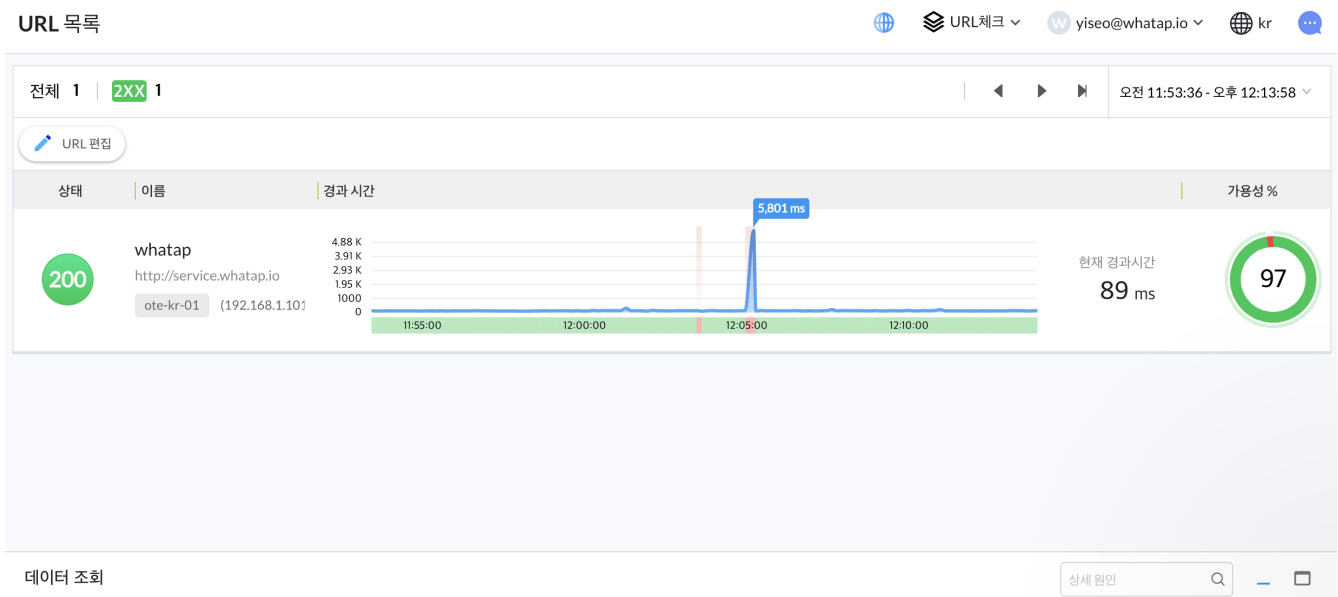 URL 목록
URL체크
W yiseo@whatap.io
kr
전체 1 2XX 1
오전 11:53:36 - 오후 12:13:58
URL 편집
상태 이름 경과 시간 가용성 %
5,801 ms
200
whatap
http://service.whatap.io
ote-kr-01 (192.168.1.101
4.88 K
3.91 K
2.93 K
1.95 K
1000
0
11:55:00 12:00:00 12:05:00 12:10:00
현재 경과시간
89 ms
97
데이터 조회
상세 원인